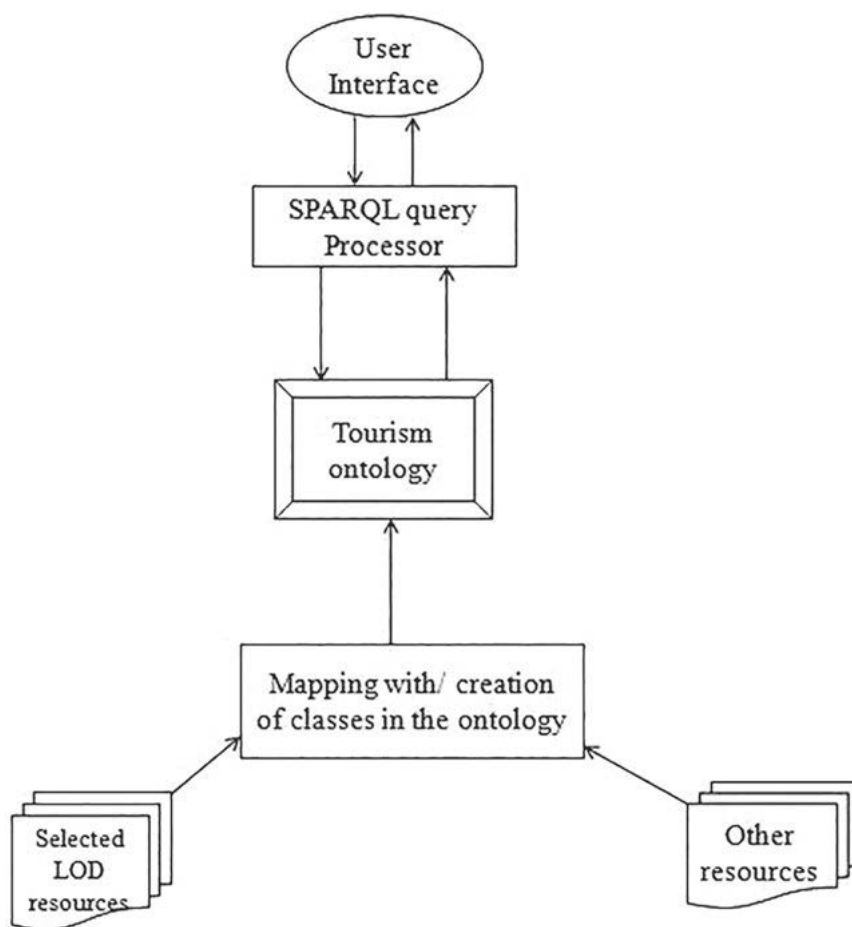 User
Interface
SPARQL query
Processor
Tourism
ontology
Mapping with/ creation
of classes in the ontology
Selected
LOD
resources
Other
resources